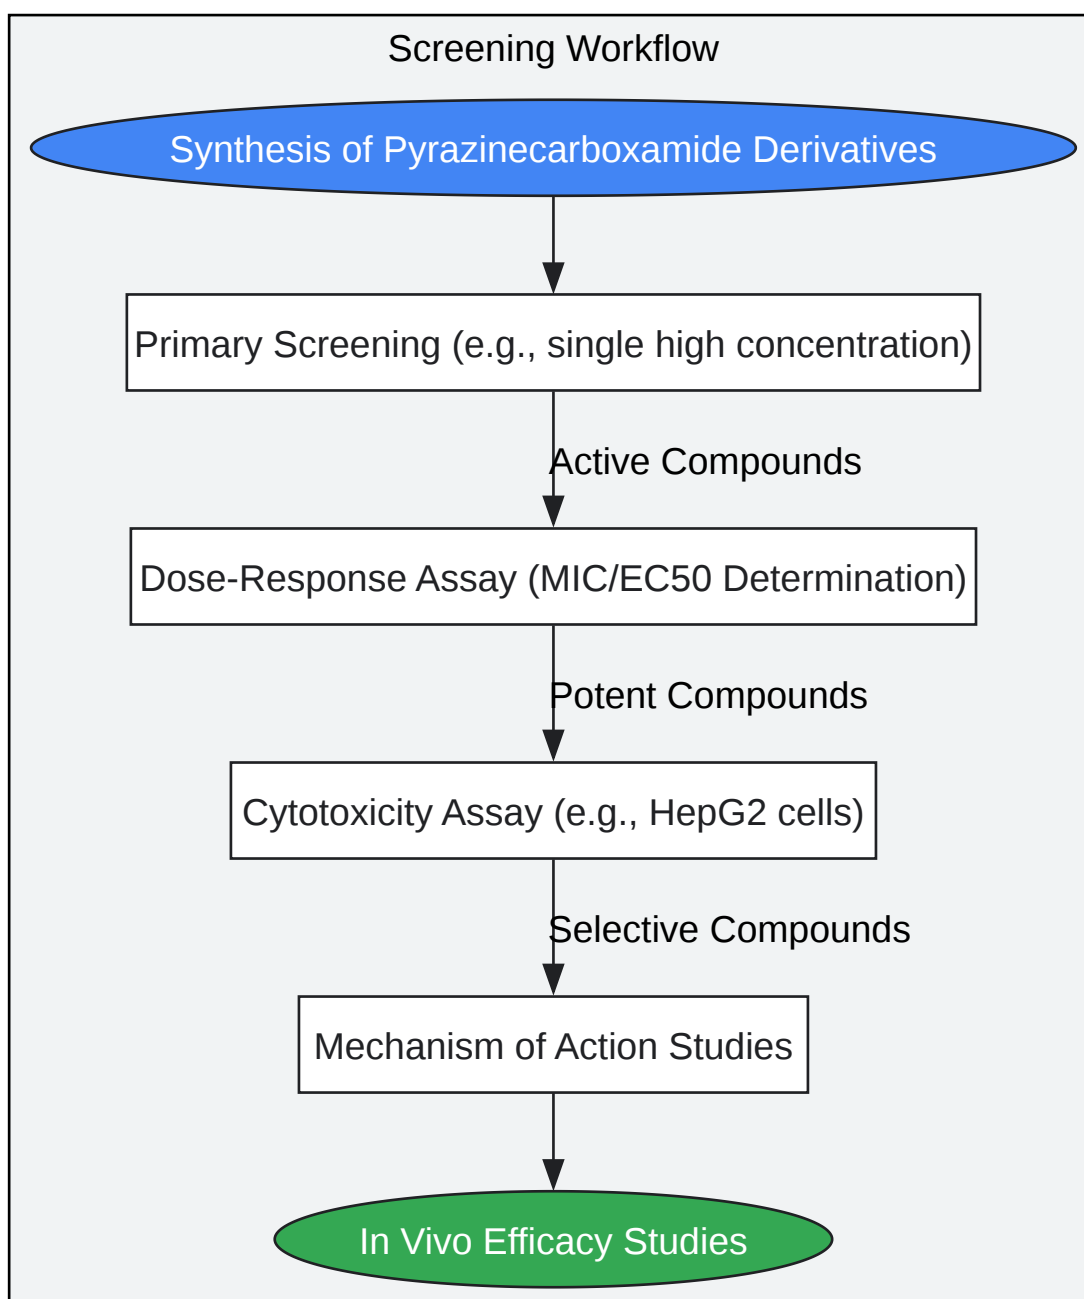 Screening Workflow
Synthesis of Pyrazinecarboxamide Derivatives
Primary Screening (e.g., single high concentration)
Active Compounds
Dose-Response Assay (MIC/EC50 Determination)
Potent Compounds
Cytotoxicity Assay (e.g., HepG2 cells)
Selective Compounds
Mechanism of Action Studies
In Vivo Efficacy Studies